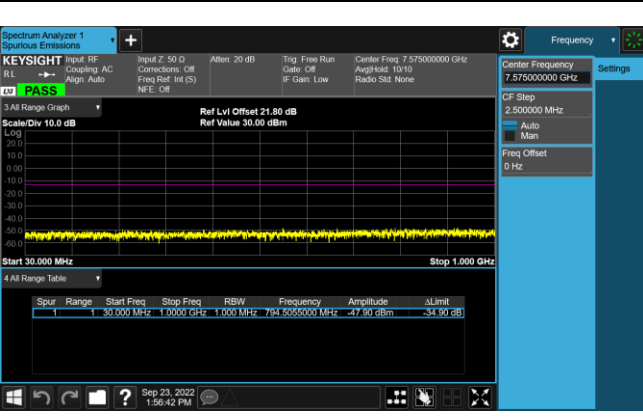 Spectrum Analyzer 1
Spurious Emissions
Frequency
KEYSIGHT
RL
LXI PASS
Input: RF
Coupling: AC
Align: Auto
Input Z: 50 Ω
Corrections: Off
Freq Ref: Int (S)
NFE: Off
Atten: 20 dB
Trig: Free Run
Gate: Off
IF Gain: Low
Center Freq: 7.575000000 GHz
Avg|Hold: 10/10
Radio Std: None
Center Frequency
7.575000000 GHz
Settings
CF Step
2.500000 MHz
Auto
Man
Freq Offset
0 Hz
3 All Range Graph
Scale/Div 10.0 dB
Ref Lvl Offset 21.80 dB
Ref Value 30.00 dBm
Log
20.0
10.0
0.00
-10.0
-20.0
-30.0
-40.0
-50.0
-60.0
Start 30.000 MHz
Stop 1.000 GHz
4 All Range Table
Spur Range Start Freq Stop Freq RBW Frequency Amplitude ΔLimit
1 1 30.000 MHz 1.0000 GHz 1.000 MHz 794.5055000 MHz -47.90 dBm -34.90 dB
Sep 23, 2022
1:56:42 PM